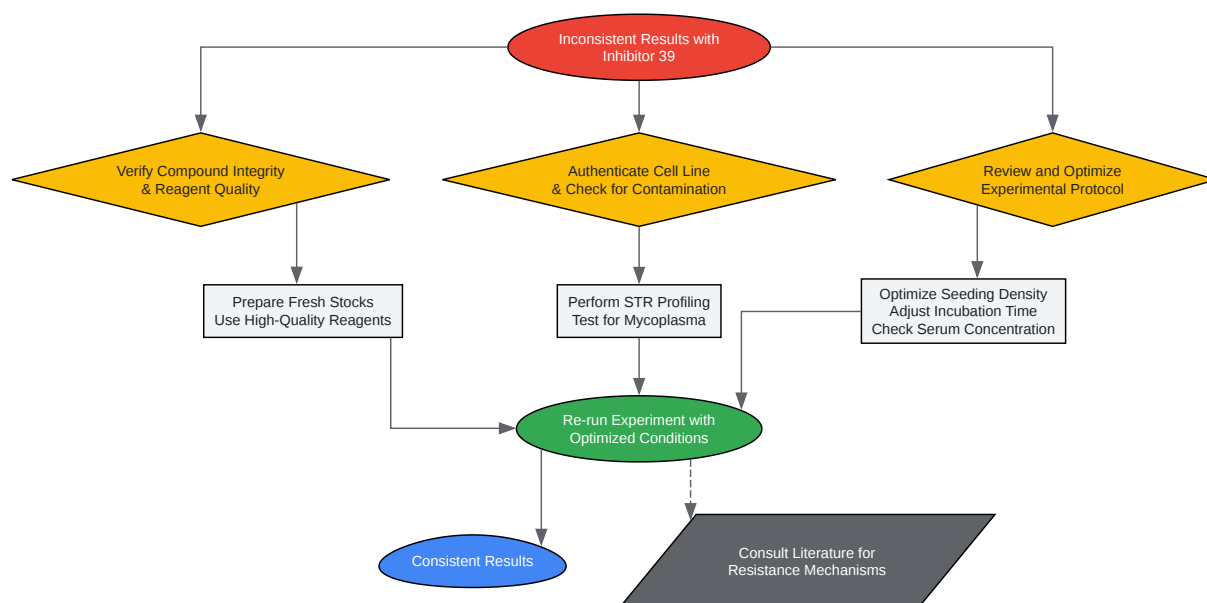 Inconsistent Results with
Inhibitor 39
Verify Compound Integrity
& Reagent Quality
Authenticate Cell Line
& Check for Contamination
Review and Optimize
Experimental Protocol
Prepare Fresh Stocks
Use High-Quality Reagents
Perform STR Profiling
Test for Mycoplasma
Optimize Seeding Density
Adjust Incubation Time
Check Serum Concentration
Re-run Experiment with
Optimized Conditions
Consistent Results
Consult Literature for
Resistance Mechanisms